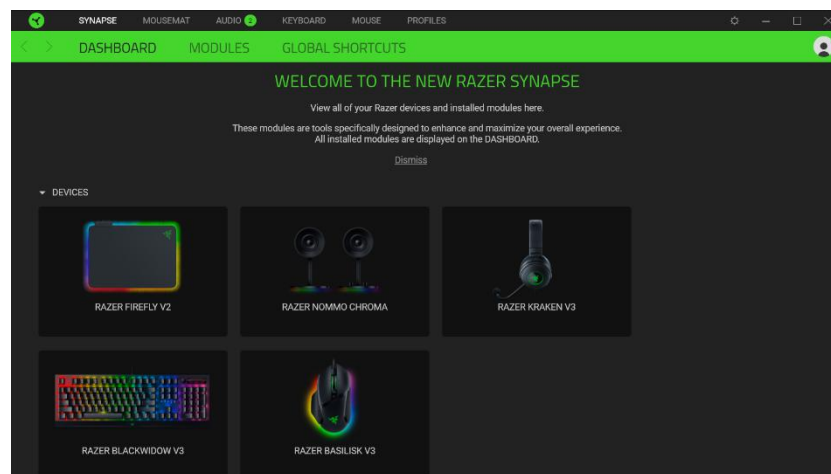 SYNAPSE MOUSEMAT AUDIO 2 KEYBOARD MOUSE PROFILES
DASHBOARD MODULES GLOBAL SHORTCUTS
WELCOME TO THE NEW RAZER SYNAPSE
View all of your Razer devices and installed modules here.
These modules are tools specifically designed to enhance and maximize your overall experience.
All installed modules are displayed on the DASHBOARD.
Dismiss
DEVICES
RAZER FIREFLY V2 RAZER NOMMO CHROMA RAZER KRAKEN V3
RAZER BLACKWIDOW V3 RAZER BASILISK V3